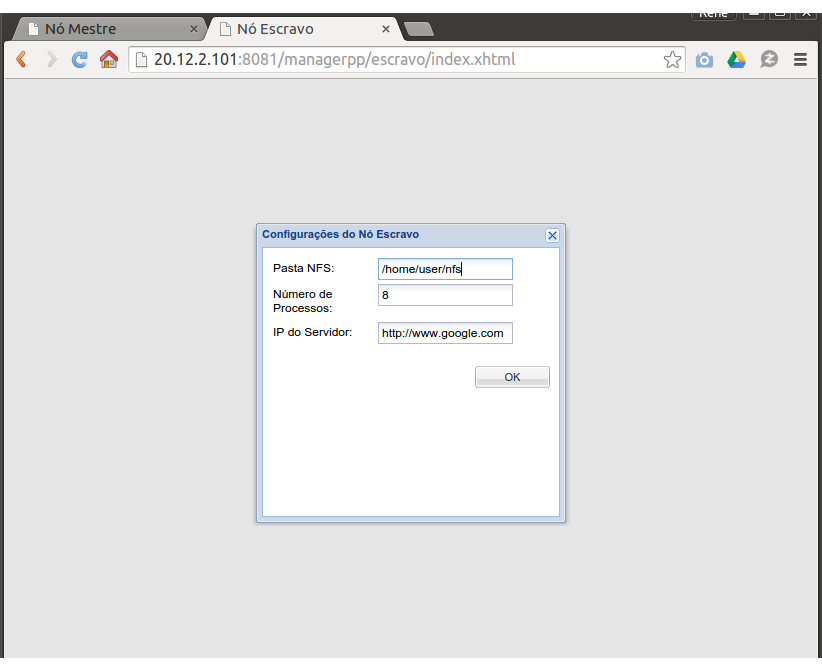 René
Nó Mestre
Nó Escravo
20.12.2.101:8081/managerpp/escravo/index.xhtml
Configurações do Nó Escravo
Pasta NFS: /home/user/nfs
Número de Processos: 8
IP do Servidor: http://www.google.com
OK